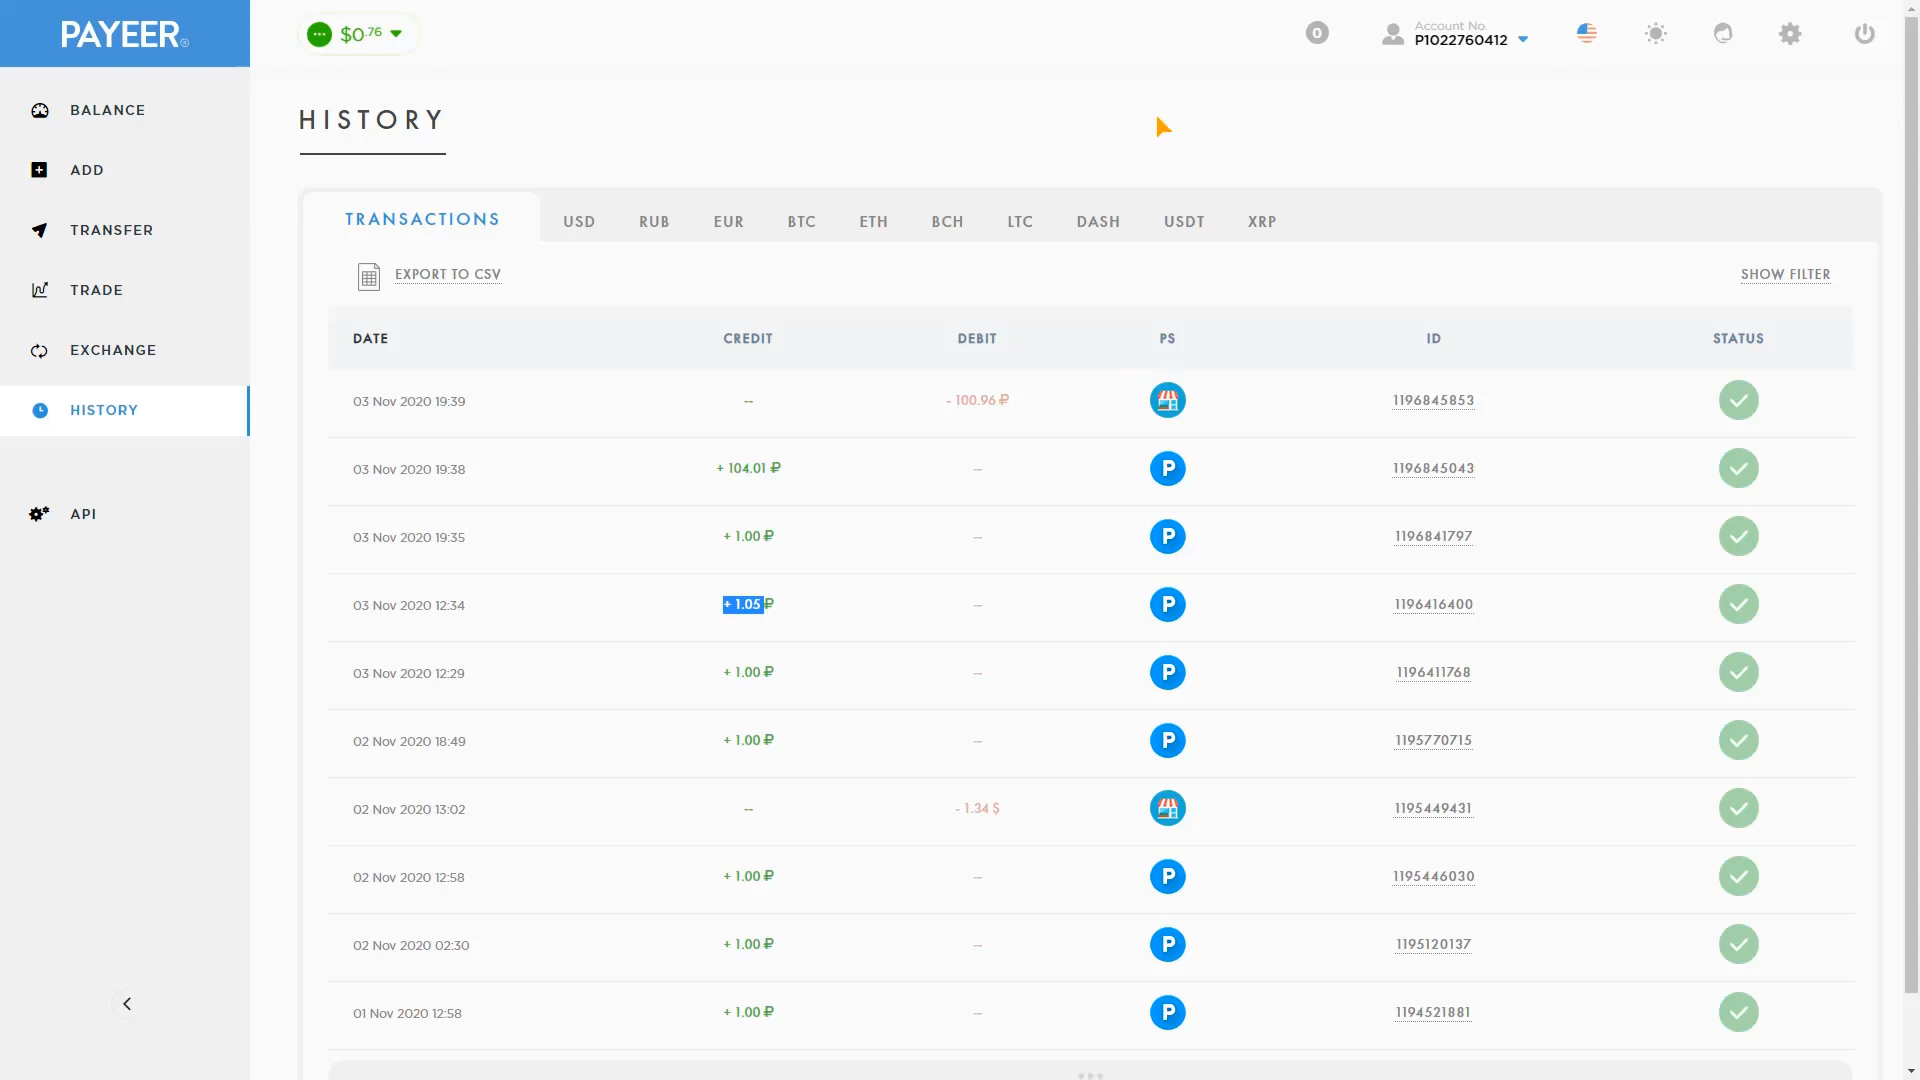 PAYEER®
$0.76
0
Account No.
P1022760412
BALANCE
ADD
TRANSFER
TRADE
EXCHANGE
HISTORY
API
HISTORY
TRANSACTIONS USD RUB EUR BTC ETH BCH LTC DASH USDT XRP
EXPORT TO CSV SHOW FILTER
DATE CREDIT DEBIT PS ID STATUS
03 Nov 2020 19:39 -- - 100.96 ₽ 1196845853
03 Nov 2020 19:38 + 104.01 ₽ -- P 1196845043
03 Nov 2020 19:35 + 1.00 ₽ -- P 1196841797
03 Nov 2020 12:34 + 1.05 ₽ -- P 1196416400
03 Nov 2020 12:29 + 1.00 ₽ -- P 1196411768
02 Nov 2020 18:49 + 1.00 ₽ -- P 1195770715
02 Nov 2020 13:02 -- - 1.34 $ 1195449431
02 Nov 2020 12:58 + 1.00 ₽ -- P 1195446030
02 Nov 2020 02:30 + 1.00 ₽ -- P 1195120137
01 Nov 2020 12:58 + 1.00 ₽ -- P 1194521881